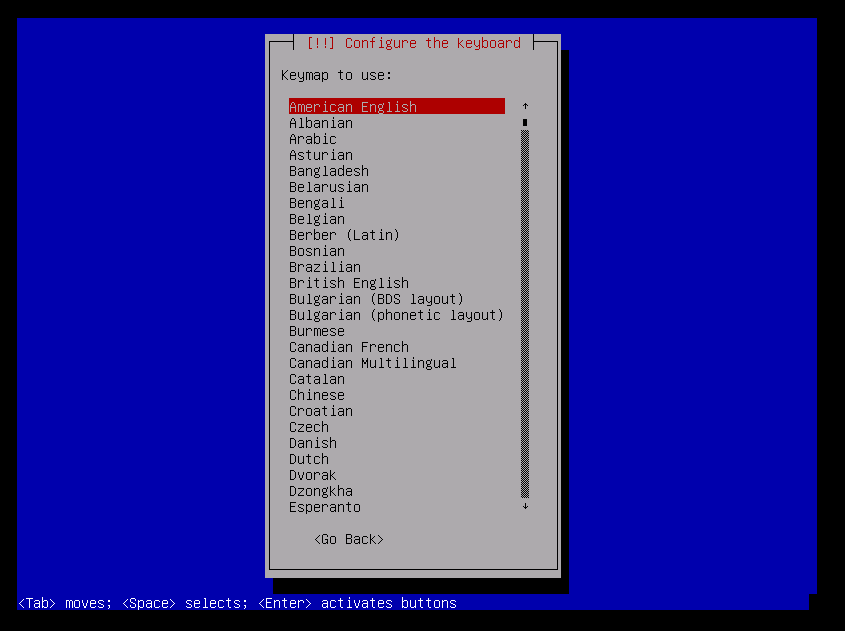 [!!] Configure the keyboard
Keymap to use:
American English
Albanian
Arabic
Asturian
Bangladesh
Belarusian
Bengali
Belgian
Berber (Latin)
Bosnian
Brazilian
British English
Bulgarian (BDS layout)
Bulgarian (phonetic layout)
Burmese
Canadian French
Canadian Multilingual
Catalan
Chinese
Croatian
Czech
Danish
Dutch
Dvorak
Dzongkha
Esperanto
<Go Back>
<Tab> moves; <Space> selects; <Enter> activates buttons